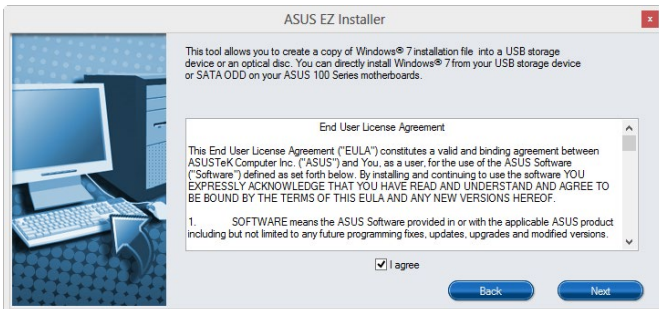 ASUS EZ Installer
x
This tool allows you to create a copy of Windows® 7 installation file into a USB storage
device or an optical disc. You can directly install Windows® 7 from your USB storage device
or SATA ODD on your ASUS 100 Series motherboards.
End User License Agreement
This End User License Agreement ("EULA") constitutes a valid and binding agreement between
ASUSTeK Computer Inc. ("ASUS") and You, as a user, for the use of the ASUS Software
("Software") defined as set forth below. By installing and continuing to use the software YOU
EXPRESSLY ACKNOWLEDGE THAT YOU HAVE READ AND UNDERSTAND AND AGREE TO
BE BOUND BY THE TERMS OF THIS EULA AND ANY NEW VERSIONS HEREOF.
1. SOFTWARE means the ASUS Software provided in or with the applicable ASUS product
including but not limited to any future programming fixes, updates, upgrades and modified versions.
I agree
Back Next